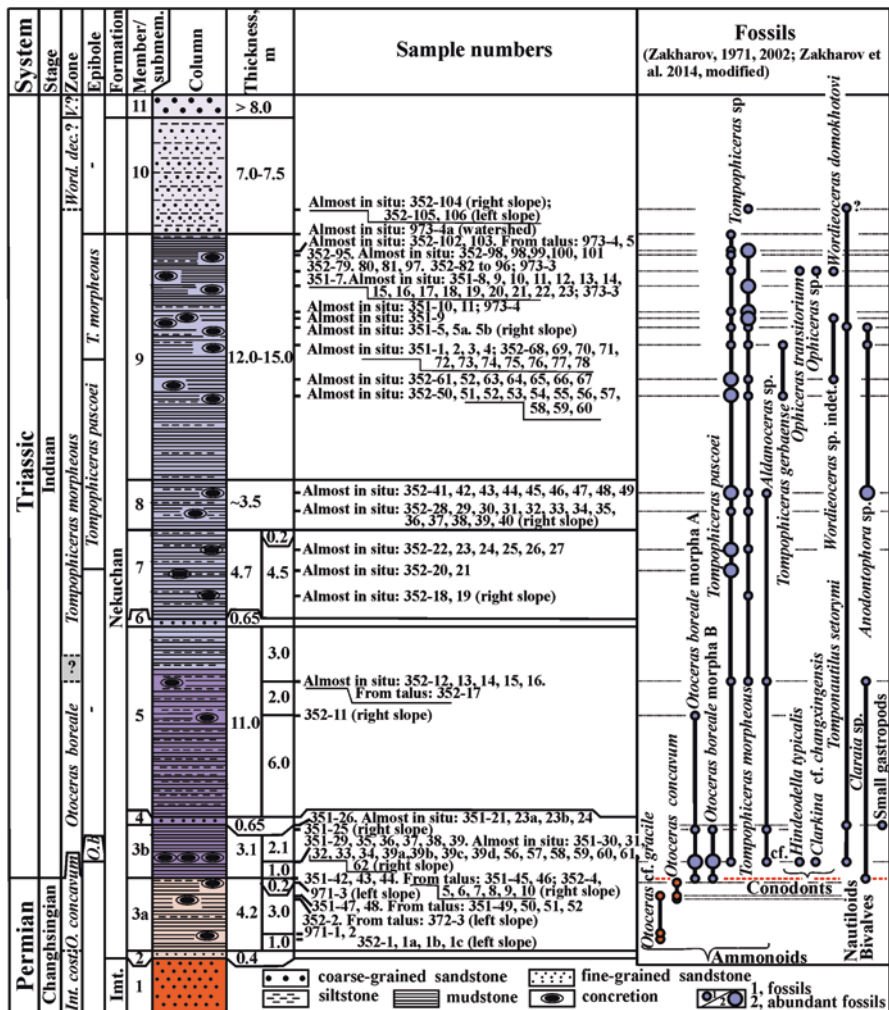 System
Stage
Zone
Epibole
Formation
Member/
submem.
Column
Thickness,
m
Sample numbers
Fossils
(Zakharov, 1971, 2002; Zakharov et
al. 2014, modified)
Triassic
Permian
Induan
Changhsingian
V.?
Word. dec.?
Tompophiceras morpheous
?
Otoceras boreale
O. concavum
Int. costi.
-
T. morpheous
Tompophiceras pascoei
-
O.b
Nekuchan
Int.
11
10
9
8
7
6
5
4
3b
3a
2
1
> 8.0
7.0-7.5
12.0-15.0
~3.5
0.2
4.7
4.5
0.65
3.0
2.0
11.0
6.0
0.65
3.1
2.1
1.0
0.2
4.2
3.0
1.0
0.4
Almost in situ: 352-104 (right slope);
352-105, 106 (left slope)
Almost in situ: 973-4a (watershed)
Almost in situ: 352-102, 103. From talus: 973-4, 5
352-95. Almost in situ: 352-98, 98,99,100, 101
352-79. 80, 81, 97. 352-82 to 96; 973-3
351-7. Almost in situ: 351-8, 9, 10, 11, 12, 13, 14,
15, 16, 17, 18, 19, 20, 21, 22, 23; 373-3
Almost in situ: 351-10, 11; 973-4
Almost in situ: 351-9
Almost in situ: 351-5, 5a. 5b (right slope)
Almost in situ: 351-1, 2, 3, 4; 352-68, 69, 70, 71,
72, 73, 74, 75, 76, 77, 78
Almost in situ: 352-61, 52, 63, 64, 65, 66, 67
Almost in situ: 352-50, 51, 52, 53, 54, 55, 56, 57,
58, 59, 60
Almost in situ: 352-41, 42, 43, 44, 45, 46, 47, 48, 49
Almost in situ: 352-28, 29, 30, 31, 32, 33, 34, 35,
36, 37, 38, 39, 40 (right slope)
Almost in situ: 352-22, 23, 24, 25, 26, 27
Almost in situ: 352-20, 21
Almost in situ: 352-18, 19 (right slope)
Almost in situ: 352-12, 13, 14, 15, 16.
From talus: 352-17
352-11 (right slope)
351-26. Almost in situ: 351-21, 23a, 23b, 24
351-25 (right slope)
351-29, 35, 36, 37, 38, 39. Almost in situ: 351-30, 31,
32, 33, 34, 39a, 39b, 39c, 39d, 56, 57, 58, 59, 60, 61,
62 (right slope)
351-42, 43, 44. From talus: 351-45, 46; 352-4,
5, 6, 7, 8, 9, 10 (right slope)
971-3 (left slope)
351-47, 48. From talus: 351-49, 50, 51, 52
352-2. From talus: 372-3 (left slope)
971-1, 2
352-1, 1a, 1b, 1c (left slope)
Otoceras cf. gracile
Otoceras concavum
Otoceras boreale morpha A
Otoceras boreale morpha B
Tompophiceras pascoei
Tompophiceras sp
Tompophiceras morpheous
Aldanoceras sp.
Tompophiceras gerbaense
Ophiceras transitorium
Ophiceras sp.
Wordieoceras sp. indet.
Wordieoceras domokhotovi
Hindeodella typicalis
Clarkina cf. changxingensis
Tomponautilus setorymi
Claraia sp.
Anodontophora sp.
Small gastropods
?
cf.
Conodonts
Ammonoids
Nautiloids
Bivalves
coarse-grained sandstone
fine-grained sandstone
siltstone
mudstone
concretion
1
2
1, fossils
2, abundant fossils